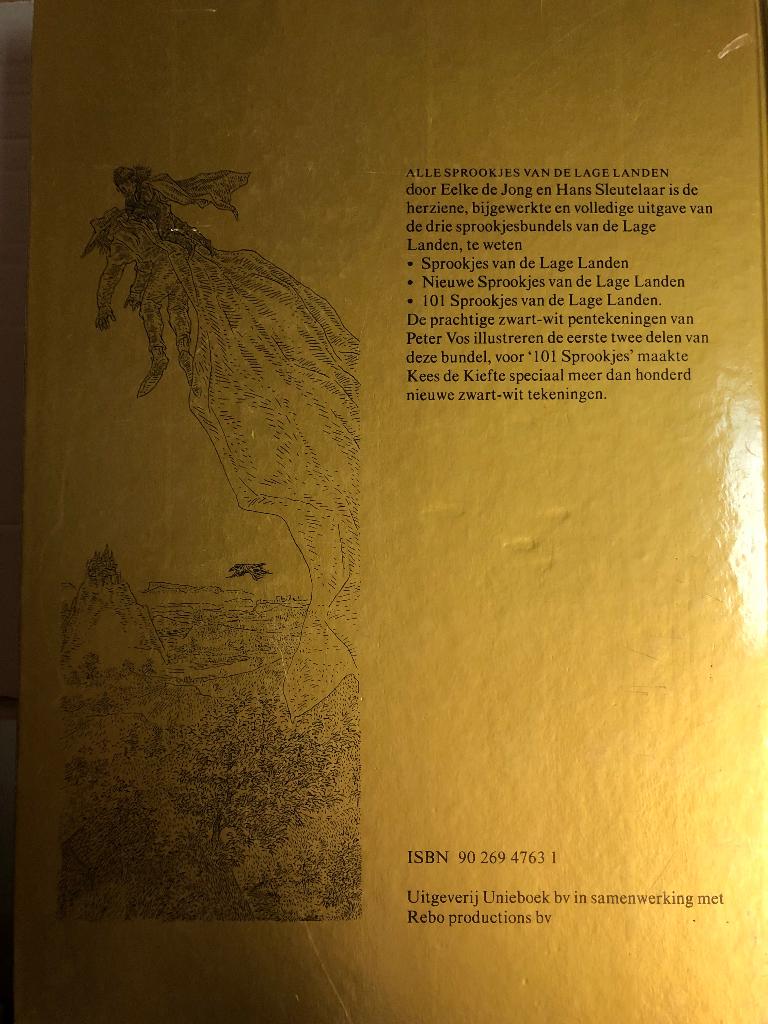 ALLE SPROOKJES VAN DE LAGE LANDEN
door Eelke de Jong en Hans Sleutelaar is de
herziene, bijgewerkte en volledige uitgave van
de drie sprookjesbundels van de Lage
Landen, te weten
• Sprookjes van de Lage Landen
• Nieuwe Sprookjes van de Lage Landen
• 101 Sprookjes van de Lage Landen.
De prachtige zwart-wit pentekeningen van
Peter Vos illustreren de eerste twee delen van
deze bundel, voor ‘101 Sprookjes’ maakte
Kees de Kiefte speciaal meer dan honderd
nieuwe zwart-wit tekeningen.
ISBN 90 269 4763 1
Uitgeverij Unieboek bv in samenwerking met
Rebo productions bv